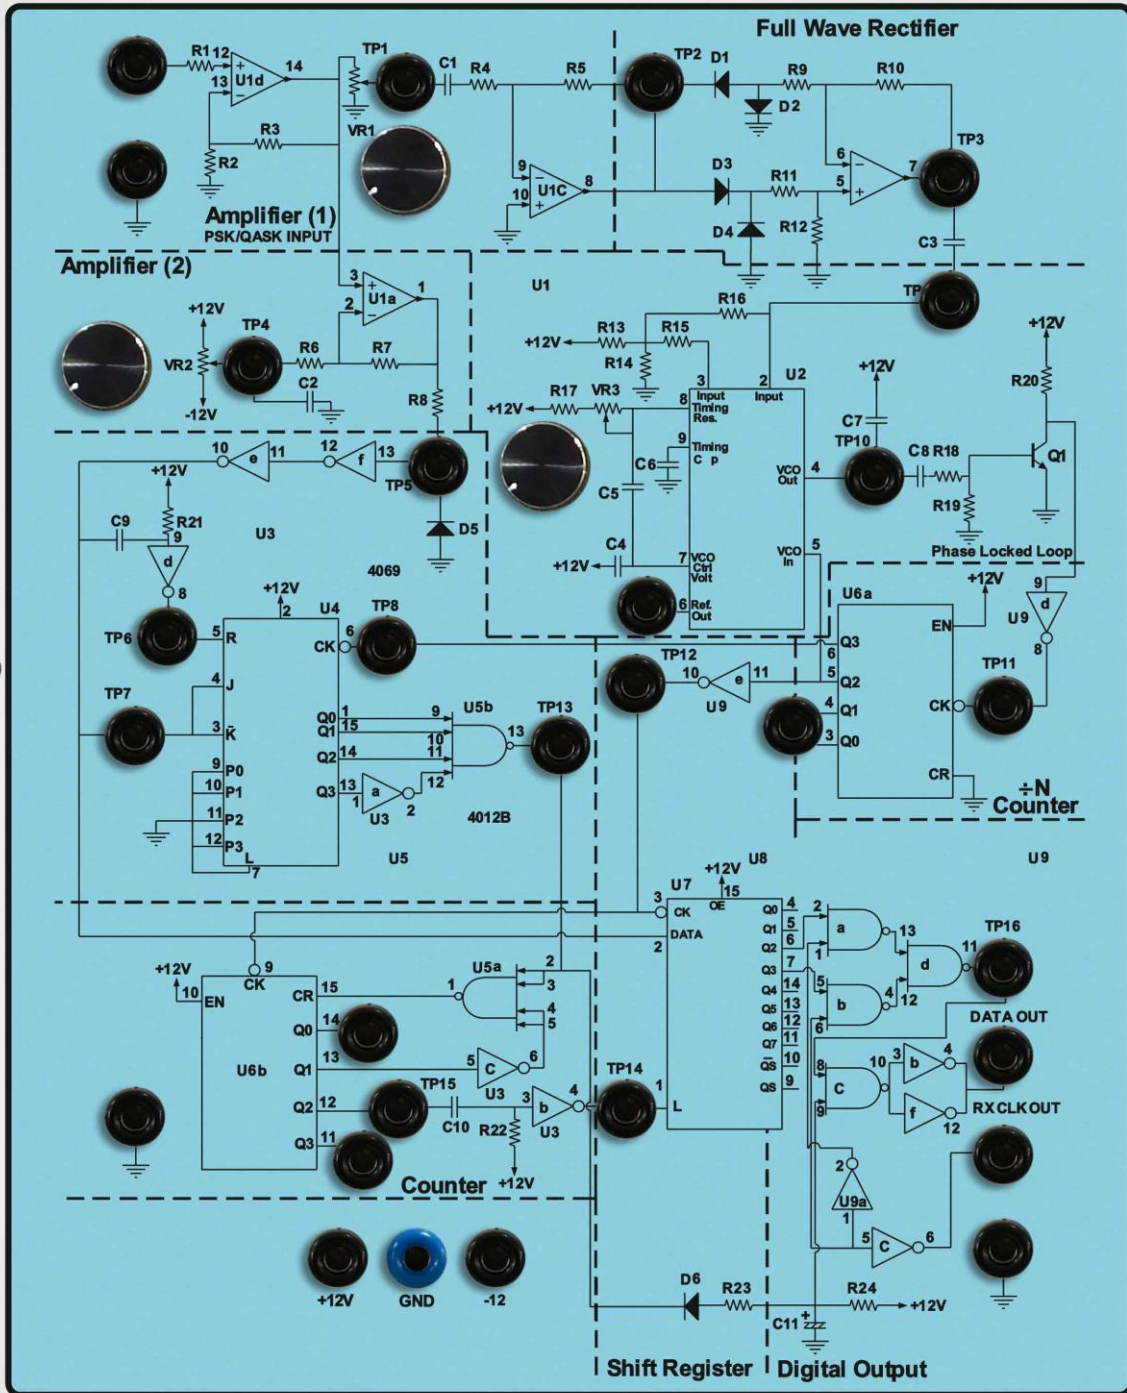 Full Wave Rectifier
R1 12 + U1d 14 13 − R3 R2
TP1 C1 R4 R5 VR1
9 − U1C 8 10 +
TP2 D1 R9 R10 D2
D3 R11 D4 R12
6 − 5 + 7 TP3
C3
Amplifier (1)
PSK/QASK INPUT
Amplifier (2)
3 + U1a 1 2 −
+12V VR2 -12V TP4 R6 R7 C2 R8
U1
TP
R16
+12V R13 R15 R14
U2
3 Input
2 Input
+12V R17 VR3
8 Timing Res.
9 Timing C p
C6 C5
VCO Out 4
+12V C4
7 VCO Ctrl Volt
VCO In 5
6 Ref. Out
+12V C7 TP10 C8 R18 R19
+12V R20 Q1
Phase Locked Loop
10 e 11 12 f 13 TP5
D5
+12V R21 C9 9 d 8
U3
4069
TP6
TP7
+12V 2
U4
5 R
4 J
3 K̄
9 P0
10 P1
11 P2
12 P3
L 7
CK 6 TP8
Q0 1
Q1 15
Q2 14
Q3 13
1 a 2 U3
U5b 9 10 11 12 13 TP13
4012B
U5
TP12 10 e 11 U9
U6a
Q3 6
Q2 5
Q1 4
Q0 3
+12V
EN
CK TP11
CR
9 d 8 U9
÷N
Counter
U9
U8
+12V
U7 OE 15
3 CK
2 DATA
1 L
Q0 4
Q1 5
Q2 6
Q3 7
Q4 14
Q5 13
Q6 12
Q7 11
Q̄S 10
QS 9
2 a 1 13
5 b 6 4
12 d 11 TP16
DATA OUT
8 C 9 10
3 b 4
f 12
RX CLK OUT
2 U9a 1
5 C 6
+12V 10 EN
9 CK
U6b
CR 15
Q0 14
Q1 13
Q2 12
Q3 11
U5a 1 2 3 4 5
5 C 6 U3
TP15 C10 R22 +12V
3 b 4 U3
TP14
Counter
+12V
GND
-12
D6 R23 R24 +12V
C11 +
Shift Register
Digital Output